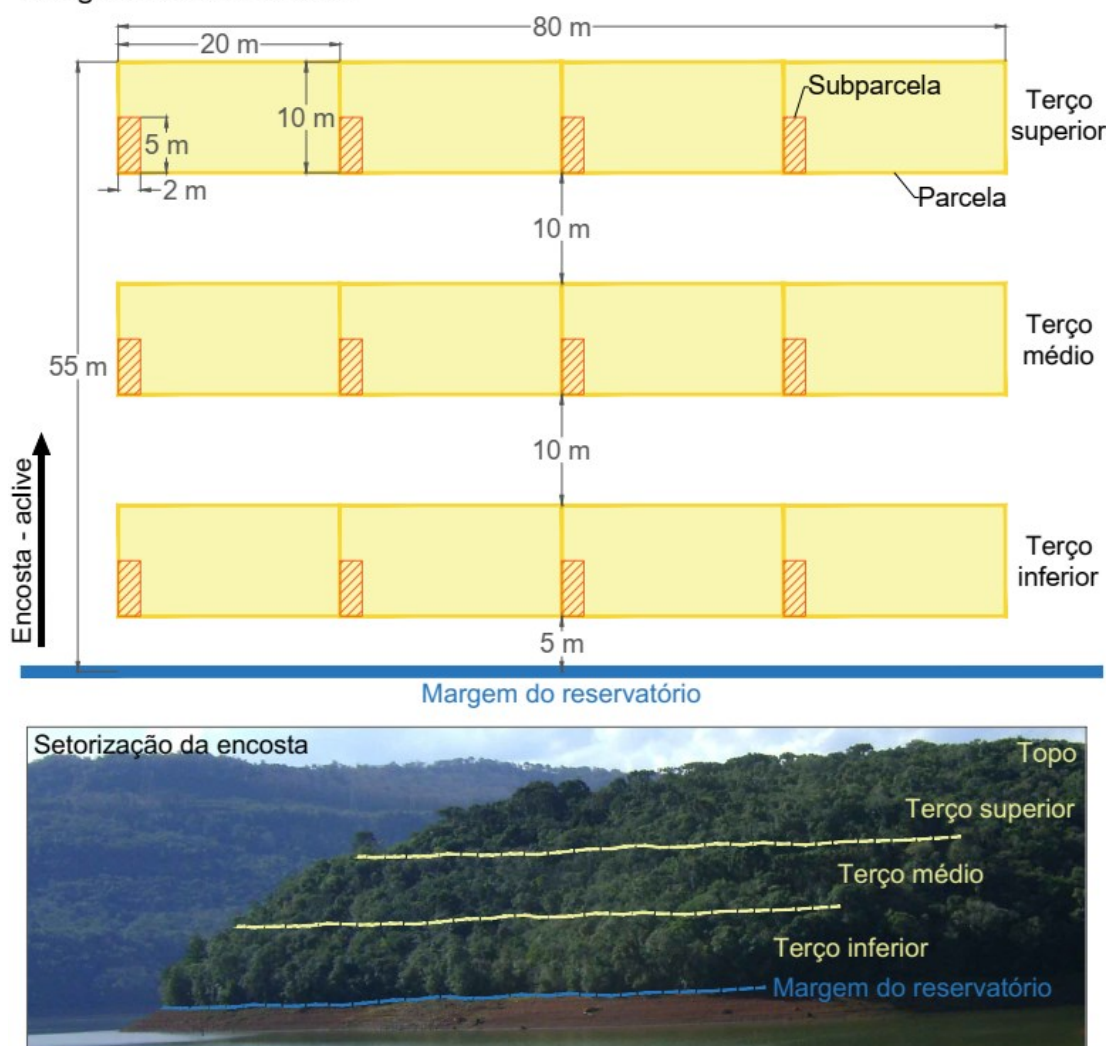 80 m
20 m
Subparcela
Terço
superior
10 m
5 m
2 m
Parcela
10 m
Terço
médio
55 m
10 m
Encosta - aclive
Terço
inferior
5 m
Margem do reservatório
Setorização da encosta
Topo
Terço superior
Terço médio
Terço inferior
Margem do reservatório